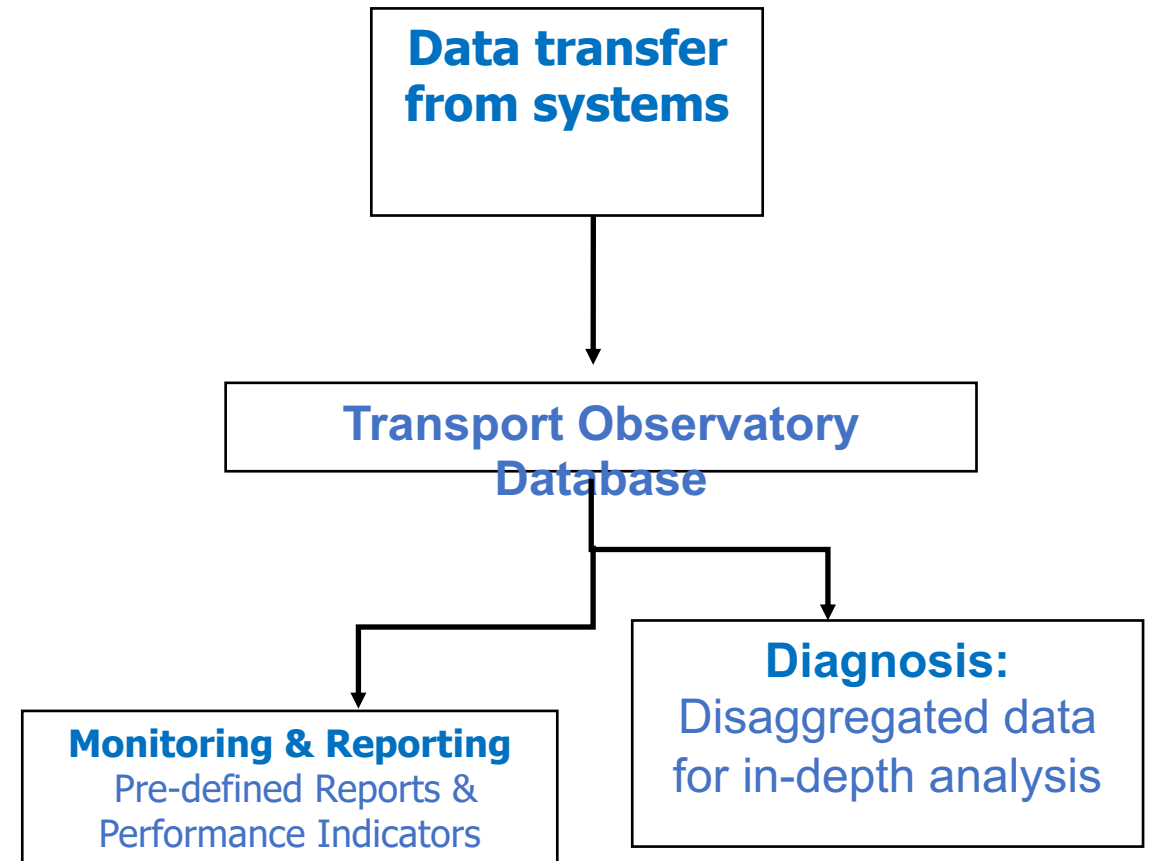 Data transfer
from systems
Transport Observatory
Database
Diagnosis:
Disaggregated data
for in-depth analysis
Monitoring & Reporting
Pre-defined Reports &
Performance Indicators